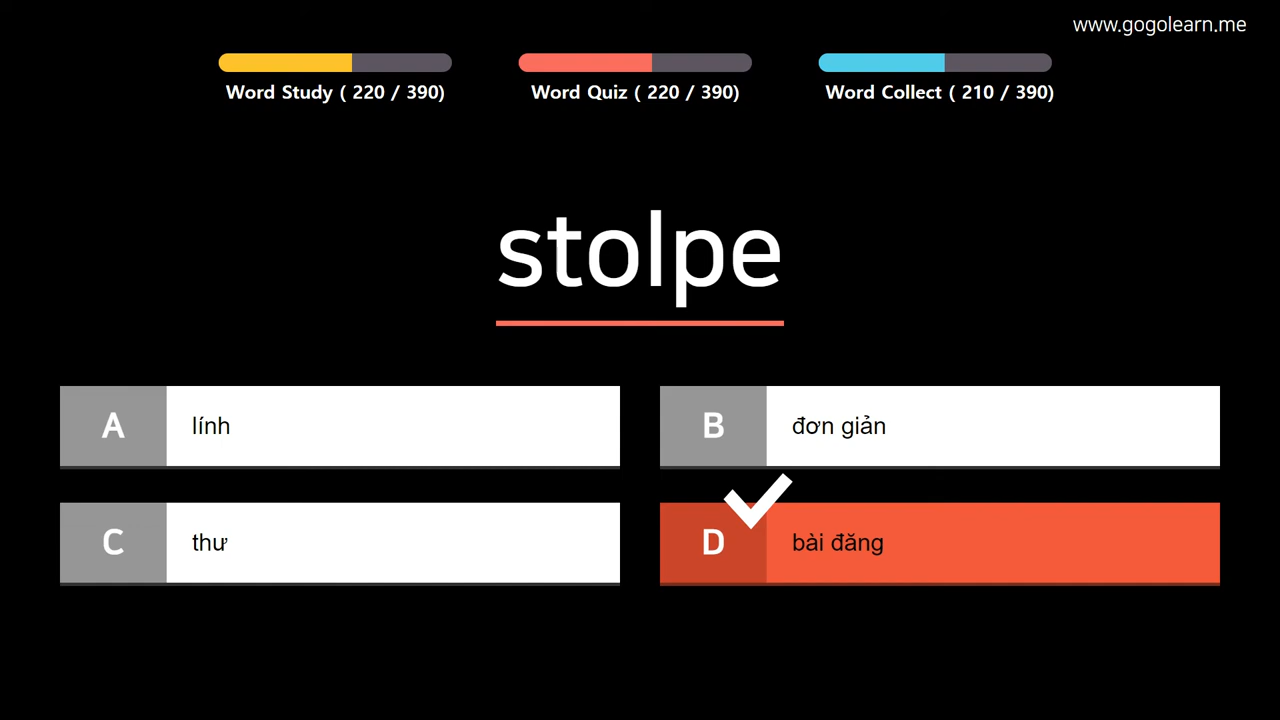 www.gogolearn.me
Word Study ( 220 / 390)
Word Quiz ( 220 / 390)
Word Collect ( 210 / 390)
stolpe
A lính
B đơn giản
C thư
D bài đăng